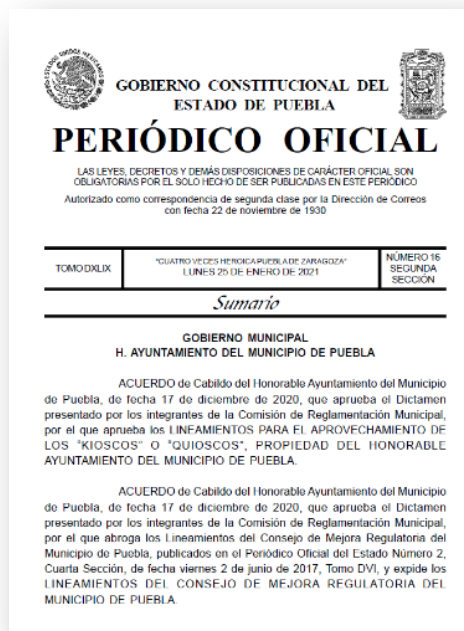 GOBIERNO CONSTITUCIONAL DEL
ESTADO DE PUEBLA
PERIÓDICO OFICIAL
LAS LEYES, DECRETOS Y DEMÁS DISPOSICIONES DE CARÁCTER OFICIAL SON
OBLIGATORIAS POR EL SOLO HECHO DE SER PUBLICADAS EN ESTE PERIÓDICO
Autorizado como correspondencia de segunda clase por la Dirección de Correos
con fecha 22 de noviembre de 1930
TOMO DXLIX
"CUATRO VECES HEROICA PUEBLA DE ZARAGOZA"
LUNES 25 DE ENERO DE 2021
NÚMERO 16
SEGUNDA
SECCIÓN
Sumario
GOBIERNO MUNICIPAL
H. AYUNTAMIENTO DEL MUNICIPIO DE PUEBLA
ACUERDO de Cabildo del Honorable Ayuntamiento del Municipio
de Puebla, de fecha 17 de diciembre de 2020, que aprueba el Dictamen
presentado por los integrantes de la Comisión de Reglamentación Municipal,
por el que aprueba los LINEAMIENTOS PARA EL APROVECHAMIENTO DE
LOS "KIOSCOS" O "QUIOSCOS", PROPIEDAD DEL HONORABLE
AYUNTAMIENTO DEL MUNICIPIO DE PUEBLA.
ACUERDO de Cabildo del Honorable Ayuntamiento del Municipio
de Puebla, de fecha 17 de diciembre de 2020, que aprueba el Dictamen
presentado por los integrantes de la Comisión de Reglamentación Municipal,
por el que abroga los Lineamientos del Consejo de Mejora Regulatoria del
Municipio de Puebla, publicados en el Periódico Oficial del Estado Número 2,
Cuarta Sección, de fecha viernes 2 de junio de 2017, Tomo DVI, y expide los
LINEAMIENTOS DEL CONSEJO DE MEJORA REGULATORIA DEL
MUNICIPIO DE PUEBLA.